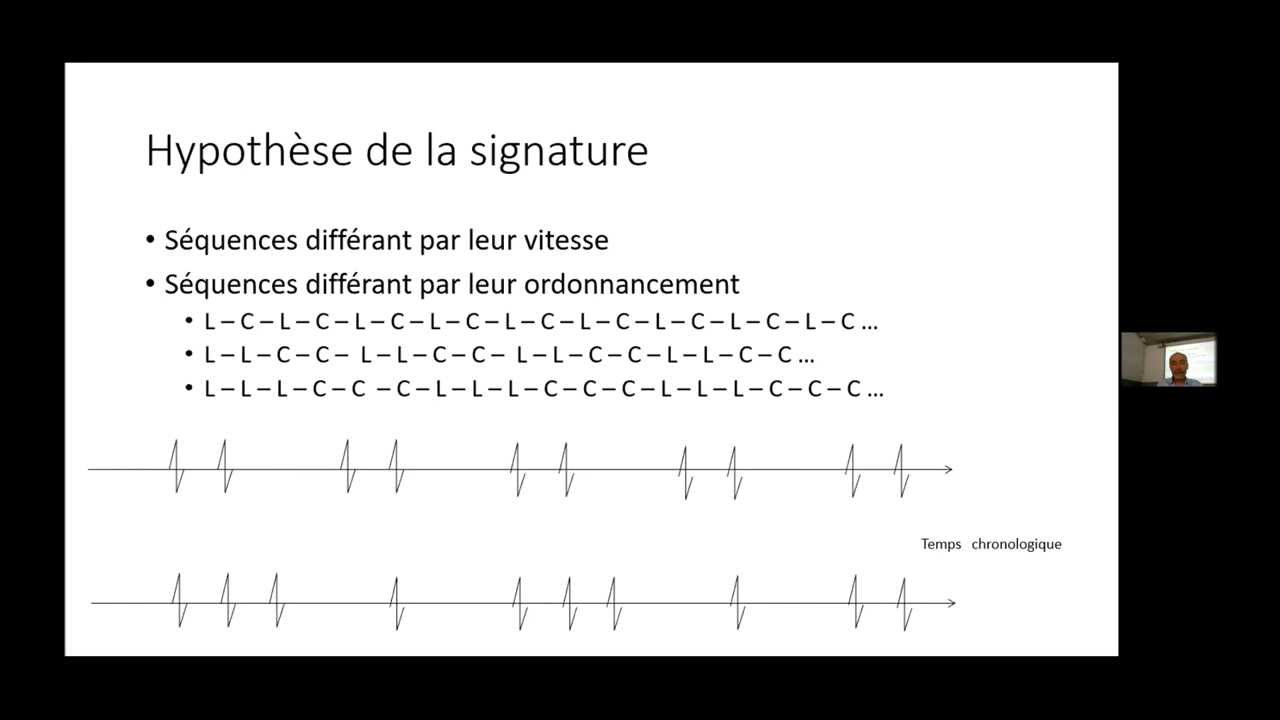 Hypothèse de la signature
• Séquences différant par leur vitesse
• Séquences différant par leur ordonnancement
• L – C – L – C – L – C – L – C – L – C – L – C – L – C – L – C – L – C ...
• L – L – C – C – L – L – C – C – L – L – C – C – L – L – C – C ...
• L – L – L – C – C – C – L – L – L – C – C – C – L – L – L – C – C – C ...
Temps chronologique